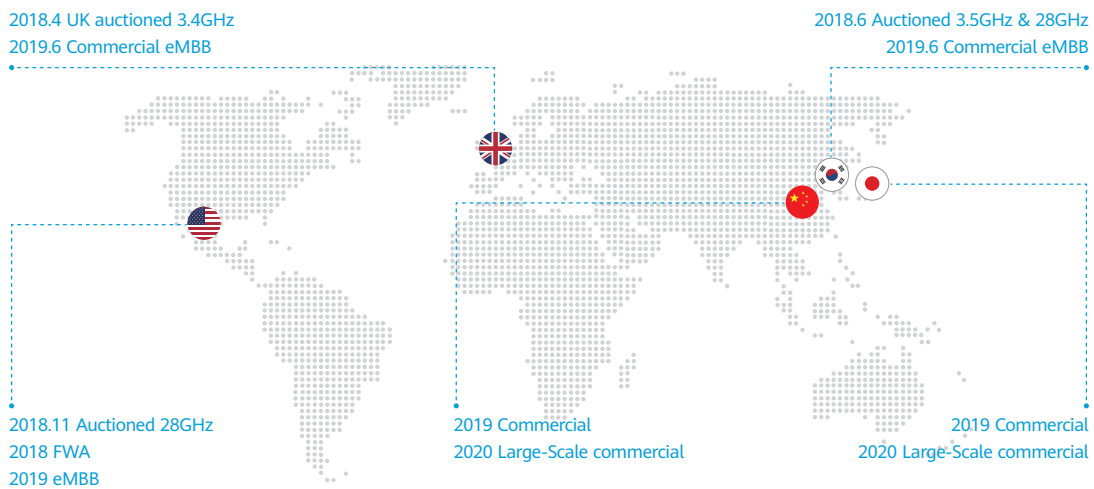 2018.4 UK auctioned 3.4GHz
2019.6 Commercial eMBB
2018.6 Auctioned 3.5GHz & 28GHz
2019.6 Commercial eMBB
2018.11 Auctioned 28GHz
2018 FWA
2019 eMBB
2019 Commercial
2020 Large-Scale commercial
2019 Commercial
2020 Large-Scale commercial